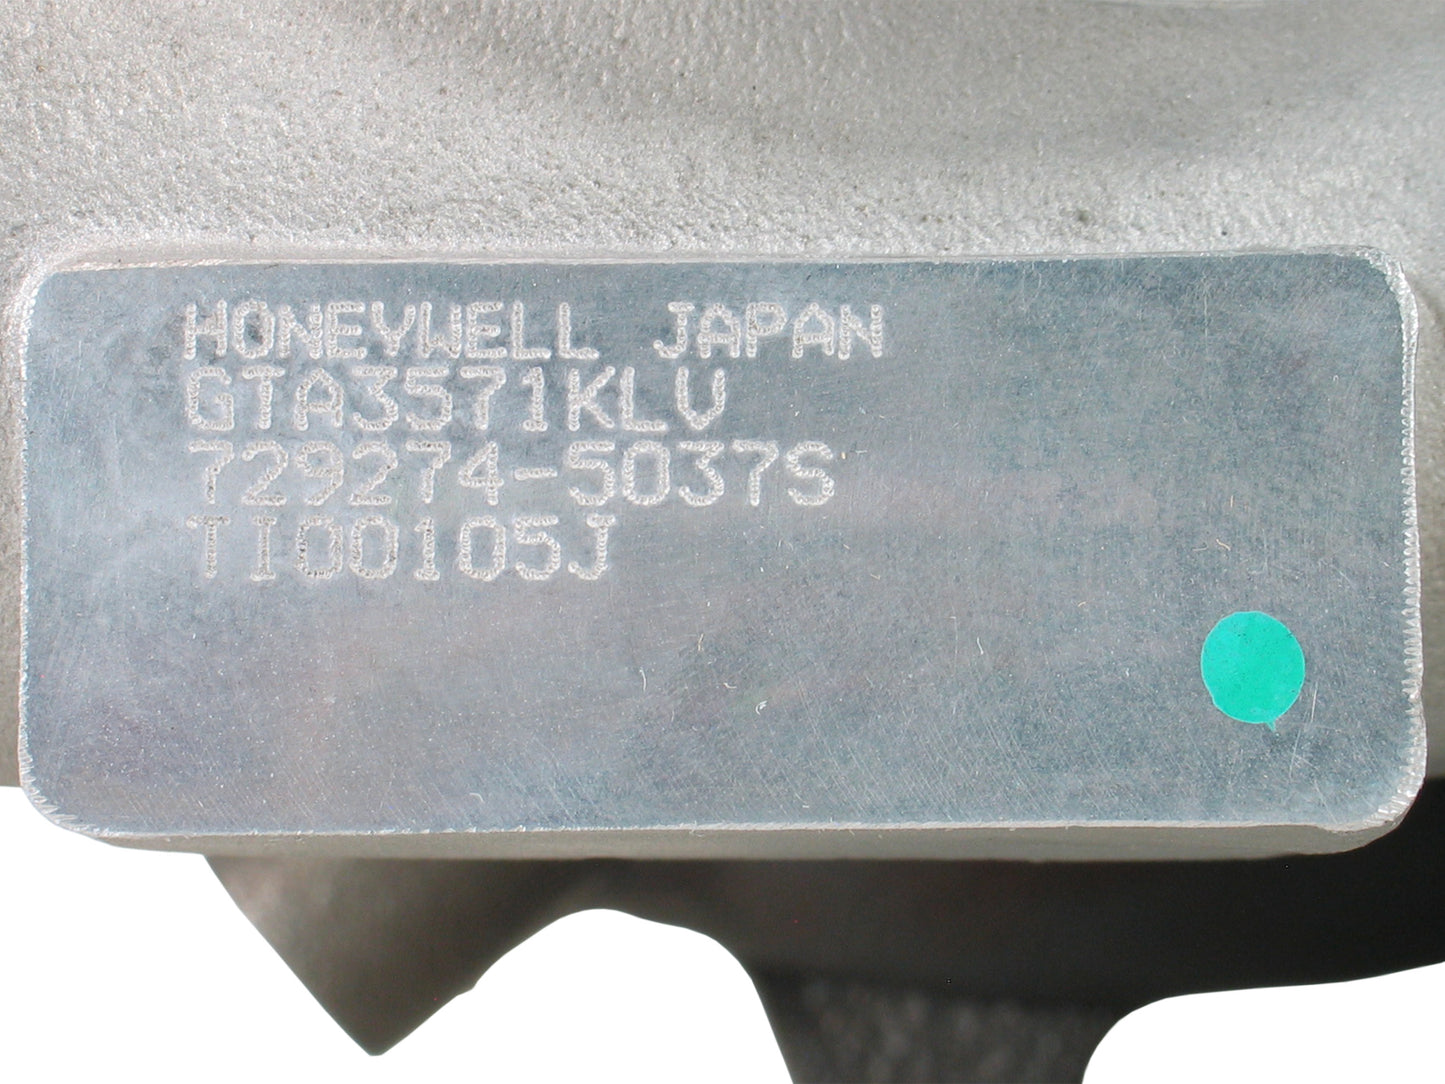 HONEYWELL JAPAN
GTA3571KLV
729274-5037S
TI00105J